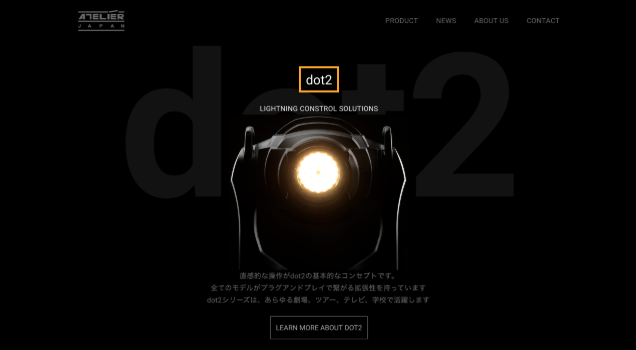 ATELIER
JAPAN
PRODUCT NEWS ABOUT US CONTACT
dot2
dot2
LIGHTNING CONSTROL SOLUTIONS
直感的な操作がdot2の基本的なコンセプトです。
全てのモデルがプラグアンドプレイで繋がる拡張性を持っています
dot2シリーズは、あらゆる劇場、ツアー、テレビ、学校で活躍します
LEARN MORE ABOUT DOT2